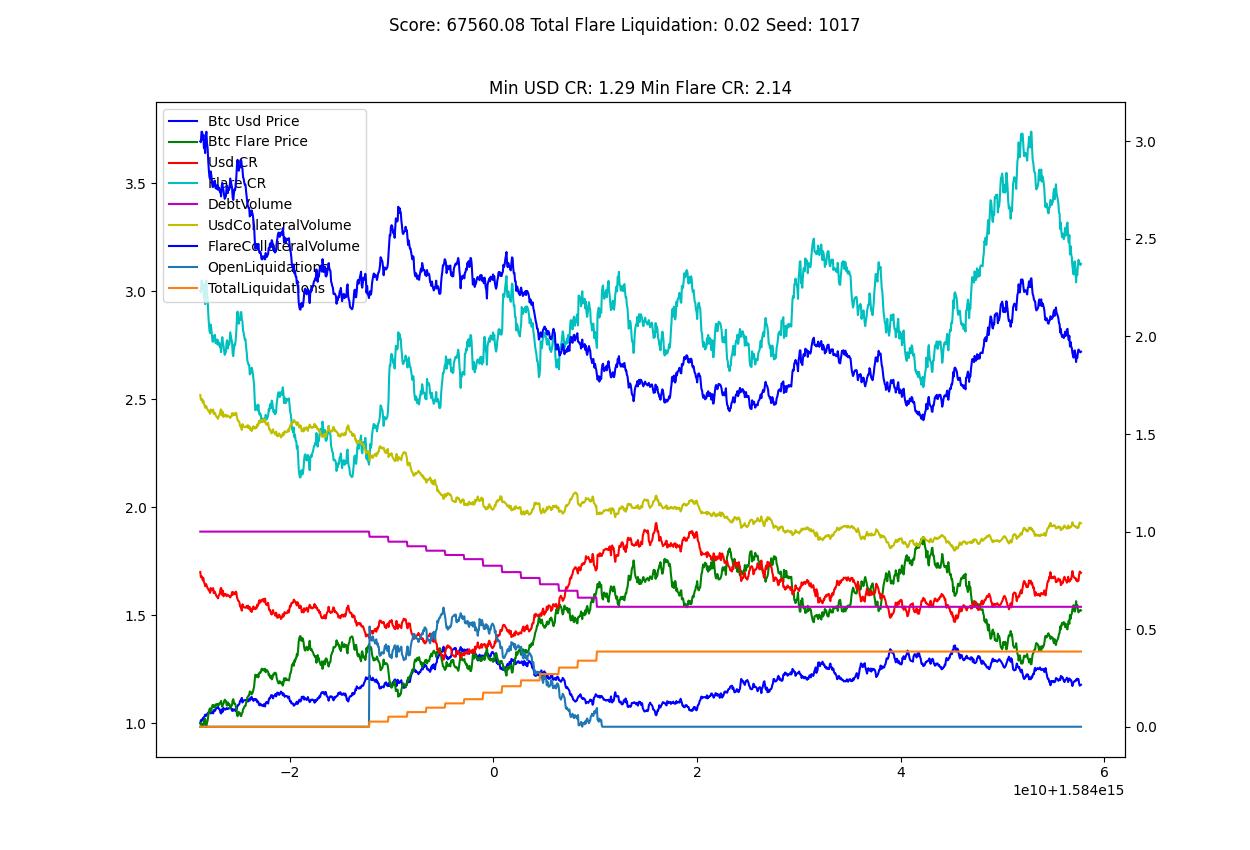 Score: 67560.08 Total Flare Liquidation: 0.02 Seed: 1017
Min USD CR: 1.29 Min Flare CR: 2.14
Btc Usd Price
Btc Flare Price
Usd CR
Flare CR
DebtVolume
UsdCollateralVolume
FlareCollateralVolume
OpenLiquidations
TotalLiquidations
3.5
3.0
2.5
2.0
1.5
1.0
3.0
2.5
2.0
1.5
1.0
0.5
0.0
−2 0 2 4 6
1e10+1.584e15